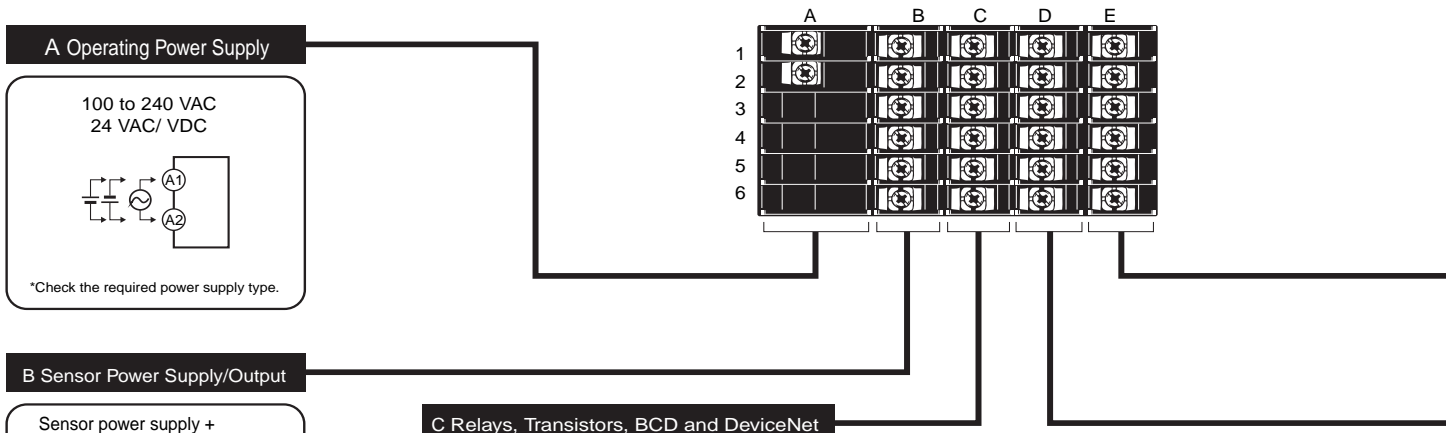 A B C D E
A Operating Power Supply
1
2
3
4
5
6
100 to 240 VAC
24 VAC/ VDC
A1
A2
*Check the required power supply type.
B Sensor Power Supply/Output
Sensor power supply +
C Relays, Transistors, BCD and DeviceNet